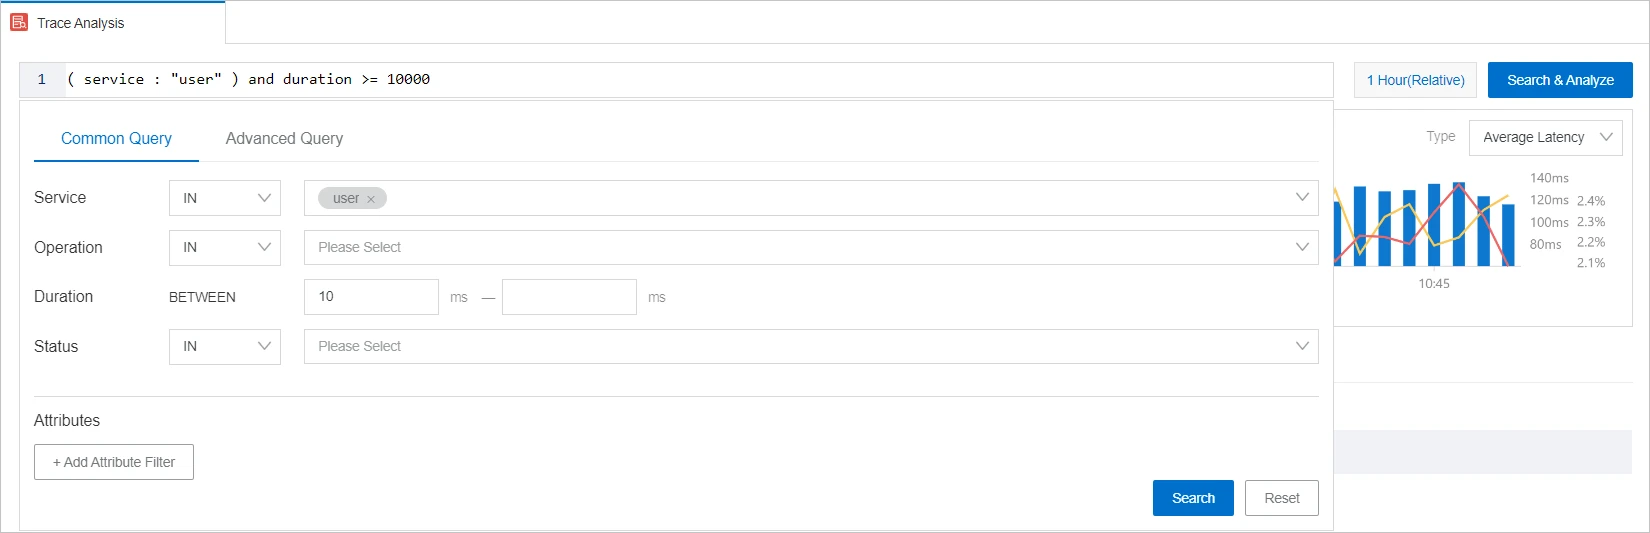 Trace Analysis
1 ( service : "user" ) and duration >= 10000
1 Hour(Relative) Search & Analyze
Common Query Advanced Query
Type Average Latency
Service IN user ×
Operation IN Please Select
Duration BETWEEN 10 ms — ms
Status IN Please Select
140ms
120ms 2.4%
100ms 2.3%
80ms 2.2%
2.1%
10:45
Attributes
+ Add Attribute Filter
Search Reset